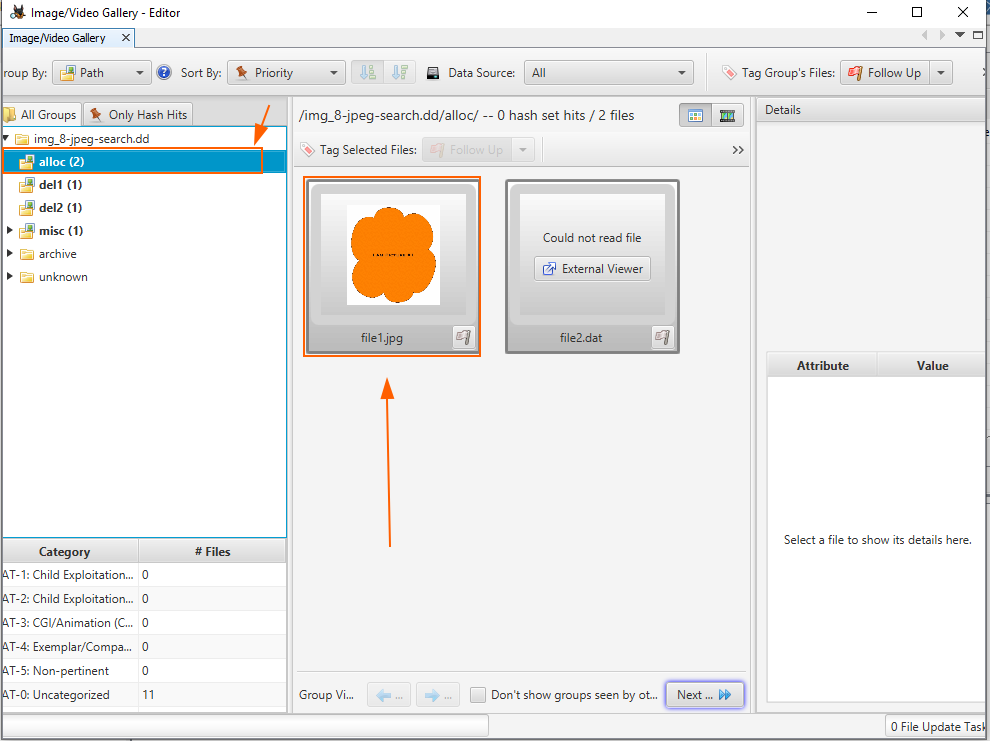 Image/Video Gallery - Editor
Image/Video Gallery
roup By: Path Sort By: Priority Data Source: All Tag Group's Files: Follow Up
All Groups Only Hash Hits
img_8-jpeg-search.dd
alloc (2)
del1 (1)
del2 (1)
misc (1)
archive
unknown
Category # Files
AT-1: Child Exploitation... 0
AT-2: Child Exploitation... 0
AT-3: CGI/Animation (C... 0
AT-4: Exemplar/Compa... 0
AT-5: Non-pertinent 0
AT-0: Uncategorized 11
/img_8-jpeg-search.dd/alloc/ -- 0 hash set hits / 2 files
Tag Selected Files: Follow Up
file1.jpg
Could not read file
External Viewer
file2.dat
Group Vi... ... ... Don't show groups seen by ot... Next ...
Details
Attribute Value
Select a file to show its details here.
0 File Update Task